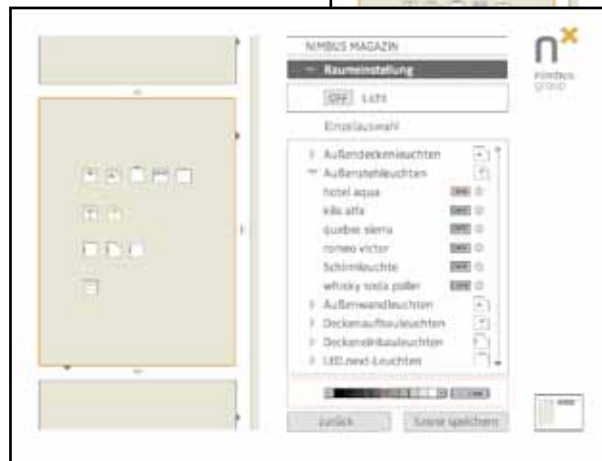 NIMBUS MAGAZIN
Raumeinstellung
OFF Licht
Einzelauswahl
Außendeckenleuchten
Außenstehleuchten
hotel aqua
kilo alfa
quebec sierra
romeo victor
Schirmleuchte
whisky soda poller
Außenwandleuchten
Deckenaufbauleuchten
Deckeneinbauleuchten
LED.next-Leuchten
zurück
Szene speichern
n×
nimbus
group